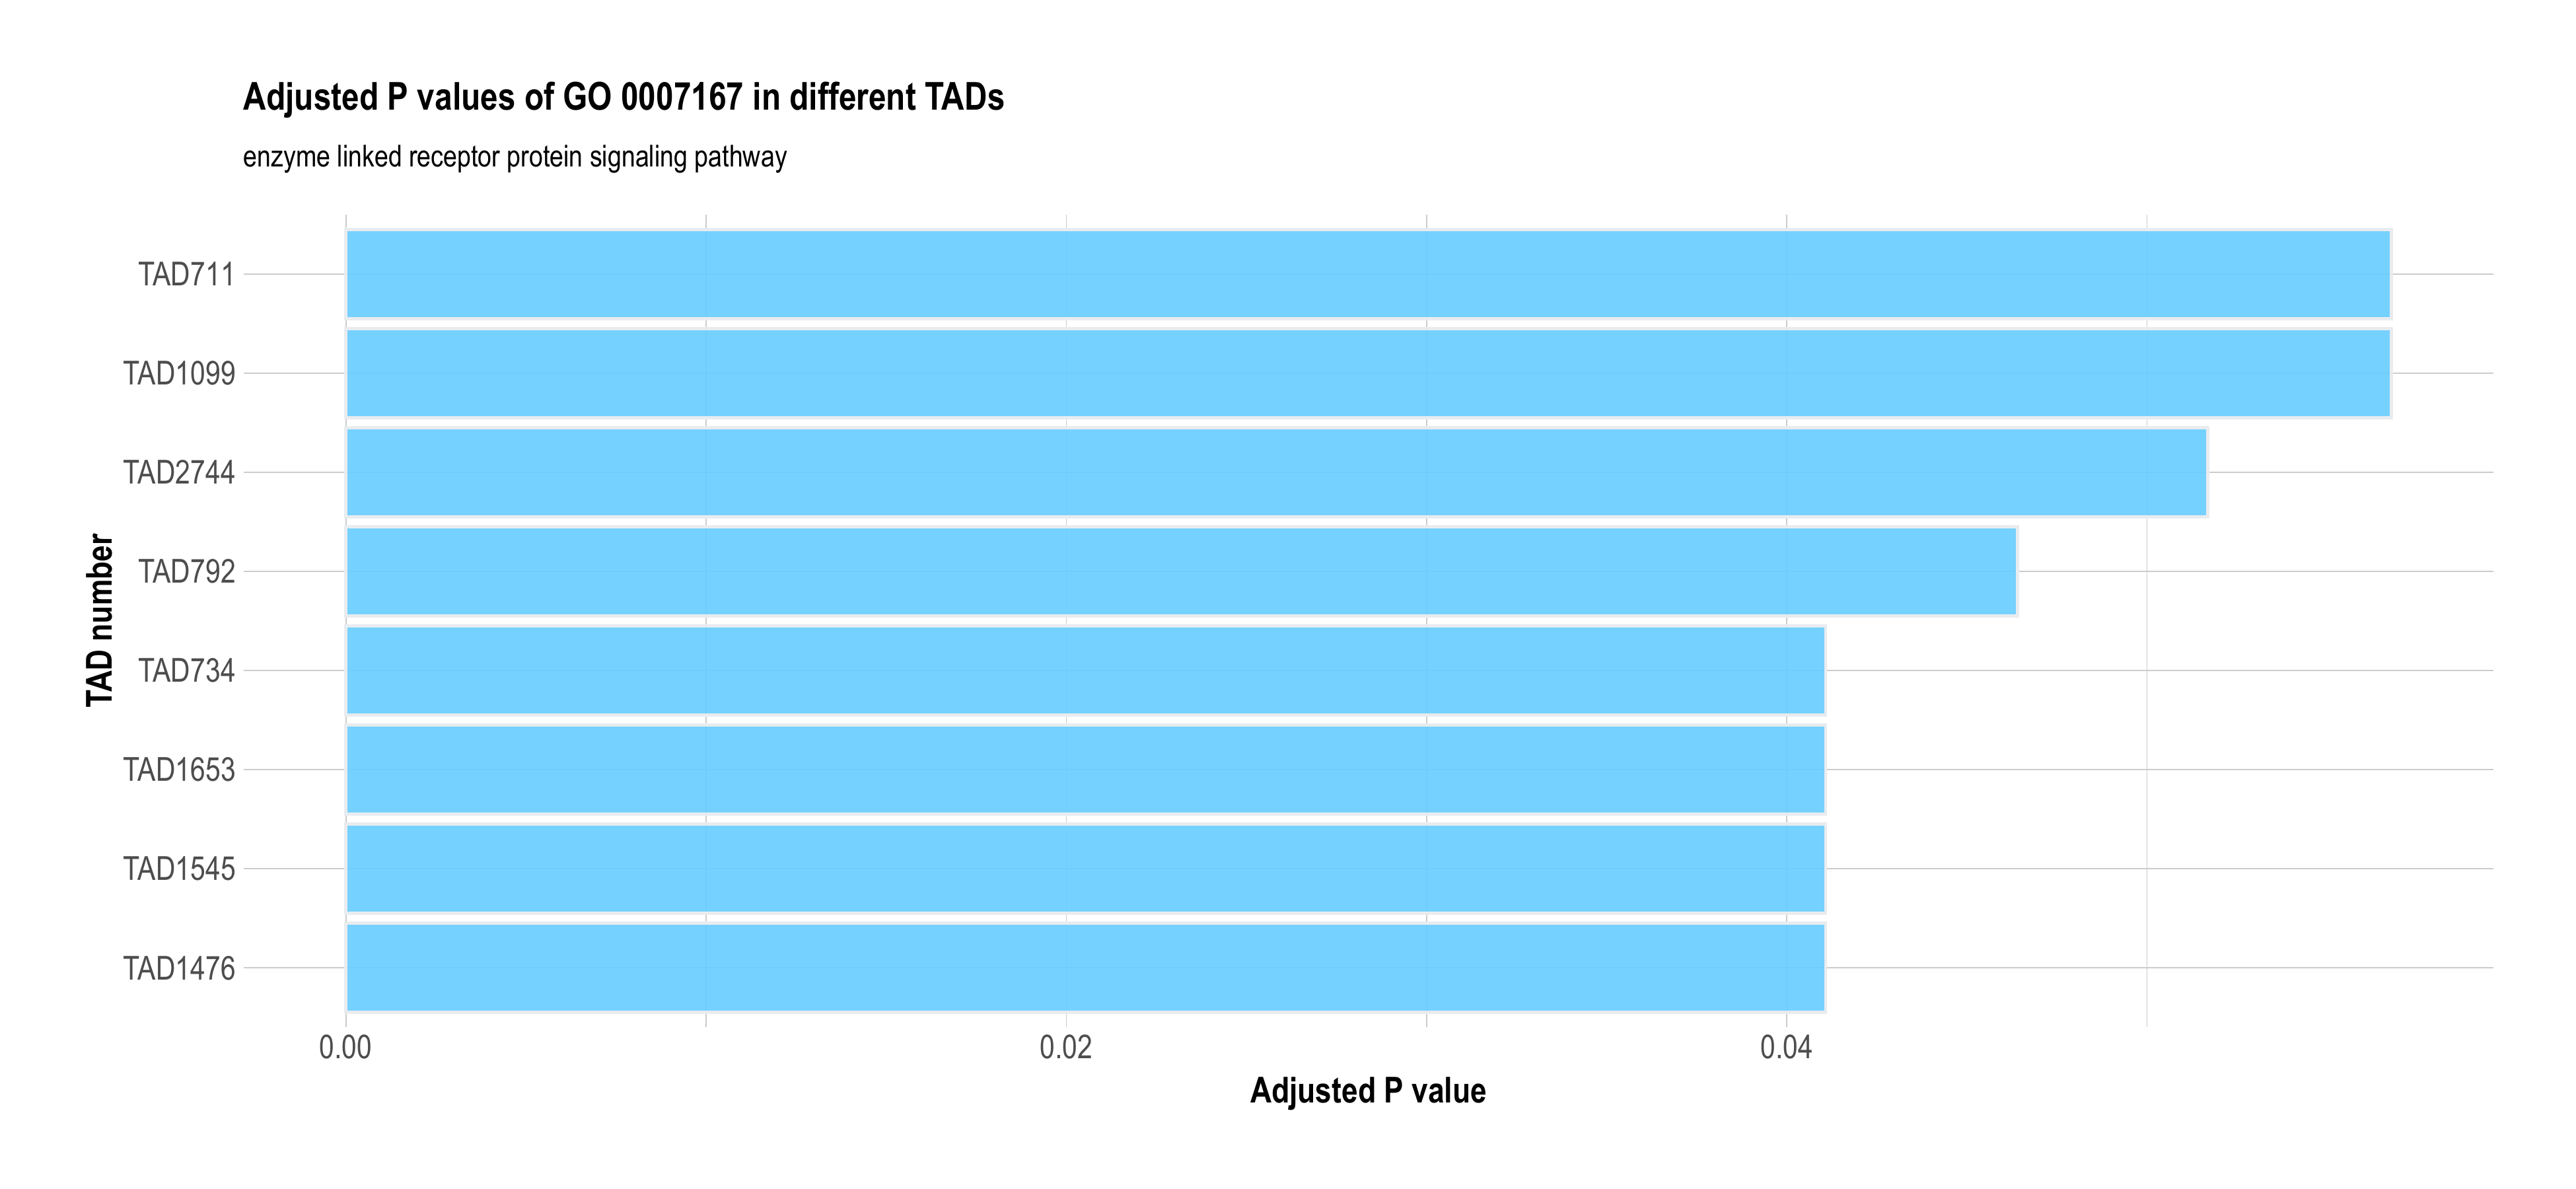 Adjusted P values of GO 0007167 in different TADs
enzyme linked receptor protein signaling pathway
TAD number
TAD711
TAD1099
TAD2744
TAD792
TAD734
TAD1653
TAD1545
TAD1476
0.00 0.02 0.04
Adjusted P value